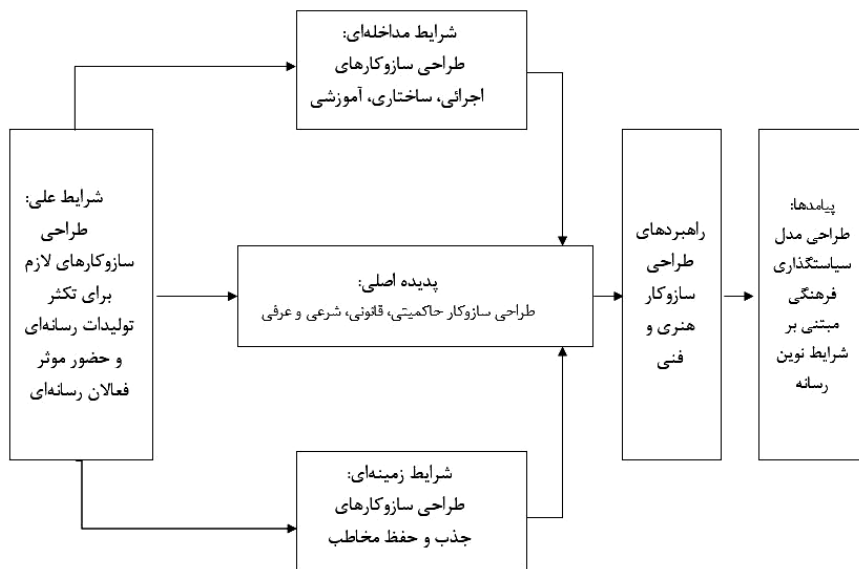 شرایط مداخله‌ای:
طراحی سازوکارهای
اجرائی، ساختاری، آموزشی
شرایط علی:
طراحی
سازوکارهای لازم
برای تکثر
تولیدات رسانه‌ای
و حضور موثر
فعالان رسانه‌ای
پدیده اصلی:
طراحی سازوکار حاکمیتی، قانونی، شرعی و عرفی
راهبردهای
طراحی
سازوکار
هنری و
فنی
پیامدها:
طراحی مدل
سیاستگذاری
فرهنگی
مبتنی بر
شرایط نوین
رسانه
شرایط زمینه‌ای:
طراحی سازوکارهای
جذب و حفظ مخاطب